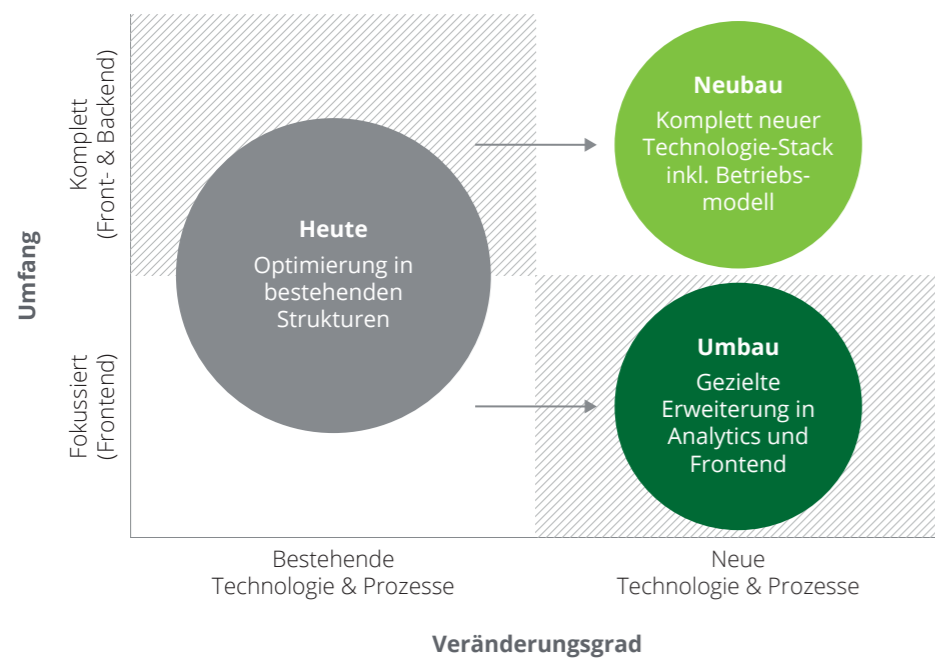 Umfang
Komplett
(Front- & Backend)
Fokussiert
(Frontend)
Heute
Optimierung in
bestehenden
Strukturen
Neubau
Komplett neuer
Technologie-Stack
inkl. Betriebs-
modell
Umbau
Gezielte
Erweiterung in
Analytics und
Frontend
Bestehende
Technologie & Prozesse
Neue
Technologie & Prozesse
Veränderungsgrad